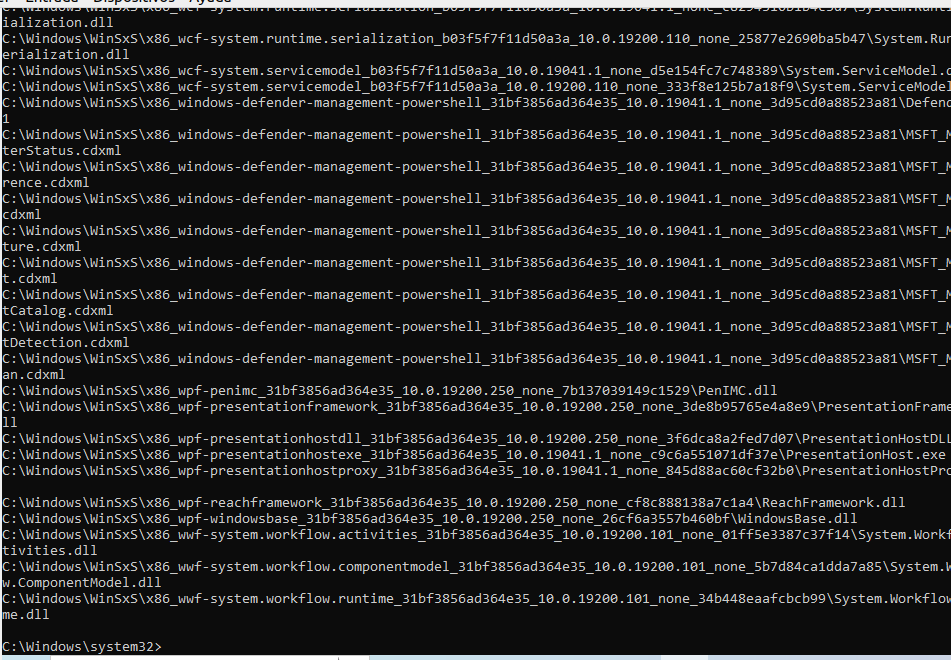 Entrada Dispositivos Ayuda
ialization.dll
C:\Windows\WinSxS\x86_wcf-system.runtime.serialization_b03f5f7f11d50a3a_10.0.19200.110_none_25877e2690ba5b47\System.Run
erialization.dll
C:\Windows\WinSxS\x86_wcf-system.servicemodel_b03f5f7f11d50a3a_10.0.19041.1_none_d5e154fc7c748389\System.ServiceModel.d
C:\Windows\WinSxS\x86_wcf-system.servicemodel_b03f5f7f11d50a3a_10.0.19200.110_none_333f8e125b7a18f9\System.ServiceModel
C:\Windows\WinSxS\x86_windows-defender-management-powershell_31bf3856ad364e35_10.0.19041.1_none_3d95cd0a88523a81\Defend
1
C:\Windows\WinSxS\x86_windows-defender-management-powershell_31bf3856ad364e35_10.0.19041.1_none_3d95cd0a88523a81\MSFT_M
terStatus.cdxml
C:\Windows\WinSxS\x86_windows-defender-management-powershell_31bf3856ad364e35_10.0.19041.1_none_3d95cd0a88523a81\MSFT_M
rence.cdxml
C:\Windows\WinSxS\x86_windows-defender-management-powershell_31bf3856ad364e35_10.0.19041.1_none_3d95cd0a88523a81\MSFT_M
cdxml
C:\Windows\WinSxS\x86_windows-defender-management-powershell_31bf3856ad364e35_10.0.19041.1_none_3d95cd0a88523a81\MSFT_M
ture.cdxml
C:\Windows\WinSxS\x86_windows-defender-management-powershell_31bf3856ad364e35_10.0.19041.1_none_3d95cd0a88523a81\MSFT_M
t.cdxml
C:\Windows\WinSxS\x86_windows-defender-management-powershell_31bf3856ad364e35_10.0.19041.1_none_3d95cd0a88523a81\MSFT_M
tCatalog.cdxml
C:\Windows\WinSxS\x86_windows-defender-management-powershell_31bf3856ad364e35_10.0.19041.1_none_3d95cd0a88523a81\MSFT_M
tDetection.cdxml
C:\Windows\WinSxS\x86_windows-defender-management-powershell_31bf3856ad364e35_10.0.19041.1_none_3d95cd0a88523a81\MSFT_M
an.cdxml
C:\Windows\WinSxS\x86_wpf-penimc_31bf3856ad364e35_10.0.19200.250_none_7b137039149c1529\PenIMC.dll
C:\Windows\WinSxS\x86_wpf-presentationframework_31bf3856ad364e35_10.0.19200.250_none_3de8b95765e4a8e9\PresentationFrame
ll
C:\Windows\WinSxS\x86_wpf-presentationhostdll_31bf3856ad364e35_10.0.19200.250_none_3f6dca8a2fed7d07\PresentationHostDLL
C:\Windows\WinSxS\x86_wpf-presentationhostexe_31bf3856ad364e35_10.0.19041.1_none_c9c6a551071df37e\PresentationHost.exe
C:\Windows\WinSxS\x86_wpf-presentationhostproxy_31bf3856ad364e35_10.0.19041.1_none_845d88ac60cf32b0\PresentationHostPro
C:\Windows\WinSxS\x86_wpf-reachframework_31bf3856ad364e35_10.0.19200.250_none_cf8c888138a7c1a4\ReachFramework.dll
C:\Windows\WinSxS\x86_wpf-windowsbase_31bf3856ad364e35_10.0.19200.250_none_26cf6a3557b460bf\WindowsBase.dll
C:\Windows\WinSxS\x86_wwf-system.workflow.activities_31bf3856ad364e35_10.0.19200.101_none_01ff5e3387c37f14\System.Workf
tivities.dll
C:\Windows\WinSxS\x86_wwf-system.workflow.componentmodel_31bf3856ad364e35_10.0.19200.101_none_5b7d84ca1dda7a85\System.W
w.ComponentModel.dll
C:\Windows\WinSxS\x86_wwf-system.workflow.runtime_31bf3856ad364e35_10.0.19200.101_none_34b448eaafcbcb99\System.Workflow
me.dll
C:\Windows\system32>